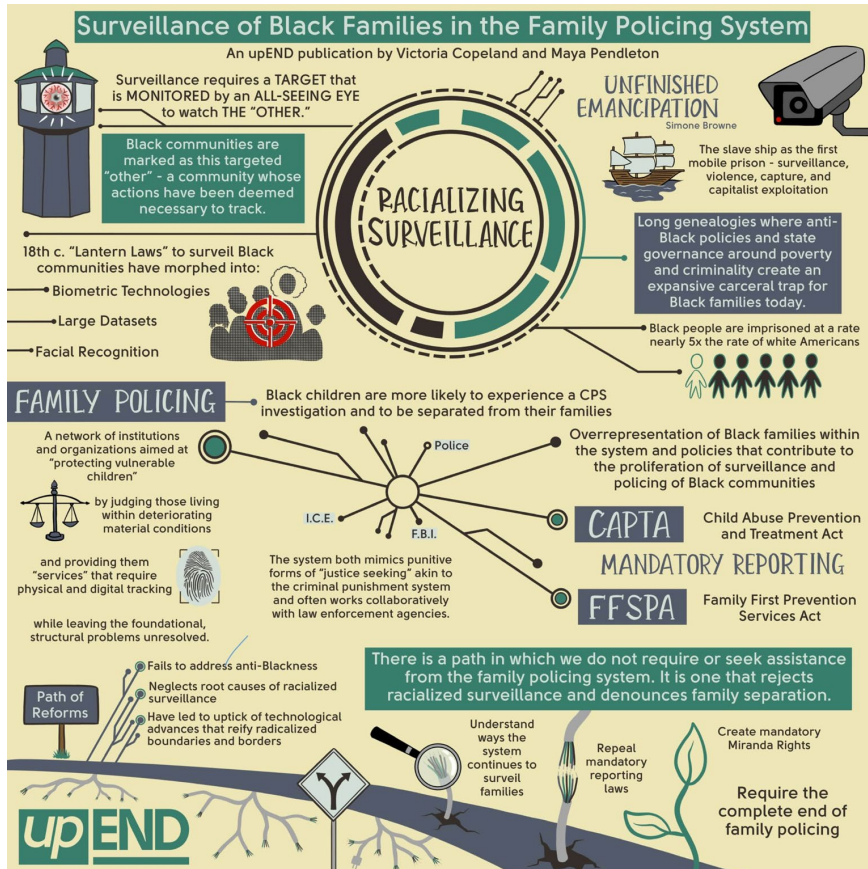 Surveillance of Black Families in the Family Policing System
An upEND publication by Victoria Copeland and Maya Pendleton
Surveillance requires a TARGET that
is MONITORED by an ALL-SEEING EYE
to watch THE "OTHER."
Black communities are
marked as this targeted
"other" - a community whose
actions have been deemed
necessary to track.
18th c. "Lantern Laws" to surveil Black
communities have morphed into:
Biometric Technologies
Large Datasets
Facial Recognition
RACIALIZING
SURVEILLANCE
UNFINISHED
EMANCIPATION
Simone Browne
The slave ship as the first
mobile prison - surveillance,
violence, capture, and
capitalist exploitation
Long genealogies where anti-
Black policies and state
governance around poverty
and criminality create an
expansive carceral trap for
Black families today.
Black people are imprisoned at a rate
nearly 5x the rate of white Americans
FAMILY POLICING
Black children are more likely to experience a CPS
investigation and to be separated from their families
A network of institutions
and organizations aimed at
"protecting vulnerable
children"
by judging those living
within deteriorating
material conditions
and providing them
"services" that require
physical and digital tracking
while leaving the foundational,
structural problems unresolved.
Police
I.C.E.
F.B.I.
The system both mimics punitive
forms of "justice seeking" akin to
the criminal punishment system
and often works collaboratively
with law enforcement agencies.
Overrepresentation of Black families within
the system and policies that contribute to
the proliferation of surveillance and
policing of Black communities
CAPTA
Child Abuse Prevention
and Treatment Act
MANDATORY REPORTING
FFSPA
Family First Prevention
Services Act
Path of
Reforms
Fails to address anti-Blackness
Neglects root causes of racialized
surveillance
Have led to uptick of technological
advances that reify radicalized
boundaries and borders
There is a path in which we do not require or seek assistance
from the family policing system. It is one that rejects
racialized surveillance and denounces family separation.
Understand
ways the
system
continues to
surveil
families
Repeal
mandatory
reporting
laws
Create mandatory
Miranda Rights
Require the
complete end of
family policing
upEND